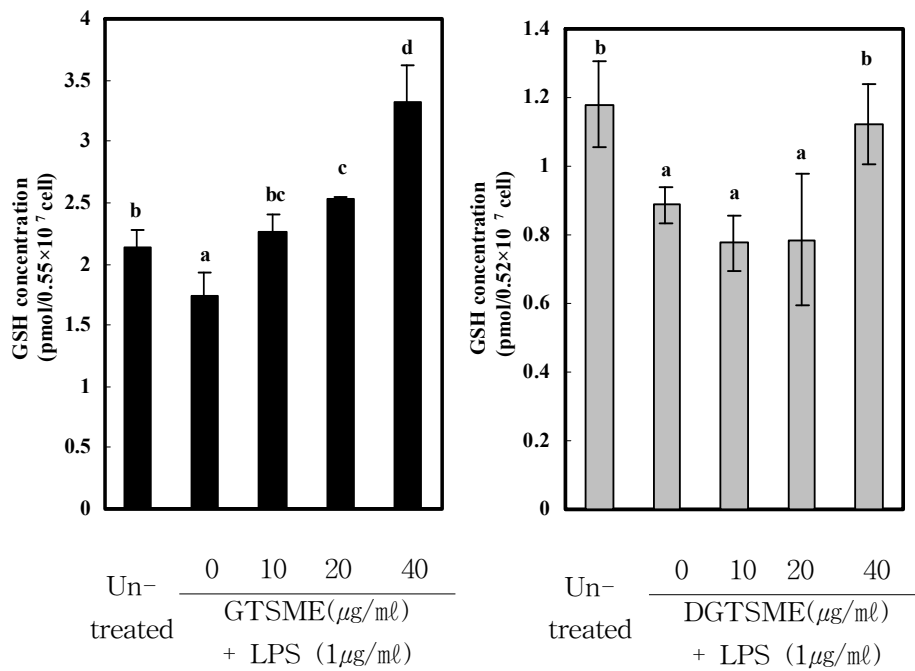 4
3.5
3
2.5
2
1.5
1
0.5
0
GSH concentration
(pmol/0.55×10 ⁷ cell)
b
a
bc
c
d
Un-
treated
0 10 20 40
GTSME(μg/㎖)
+ LPS (1μg/㎖)
1.4
1.2
1
0.8
0.6
0.4
0.2
0
GSH concentration
(pmol/0.52×10 ⁷ cell)
b
a
a
a
b
Un-
treated
0 10 20 40
DGTSME(μg/㎖)
+ LPS (1μg/㎖)